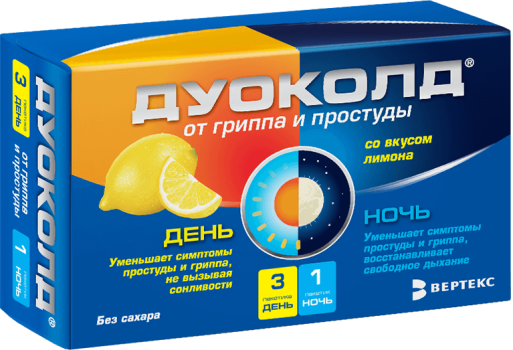 ДУОКОЛД®
от гриппа и простуды
со вкусом
лимона
ДЕНЬ
Уменьшает симптомы
простуды и гриппа,
не вызывая
сонливости
НОЧЬ
Уменьшает симптомы
простуды и гриппа,
восстанавливает
свободное дыхание
3
пакетика
ДЕНЬ
1
пакетик
НОЧЬ
Без сахара
ВЕРТЕКС
ДУОКОЛД
3
пакетика
ДЕНЬ
от гриппа
и простуды
1
пакетик
НОЧЬ